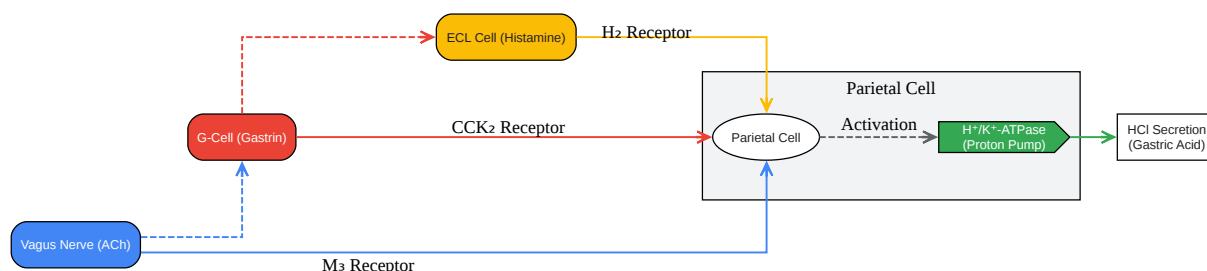 ECL Cell (Histamine)
H₂ Receptor
Parietal Cell
G-Cell (Gastrin)
CCK₂ Receptor
Parietal Cell
Activation
H⁺/K⁺-ATPase
(Proton Pump)
HCl Secretion
(Gastric Acid)
Vagus Nerve (ACh)
M₃ Receptor